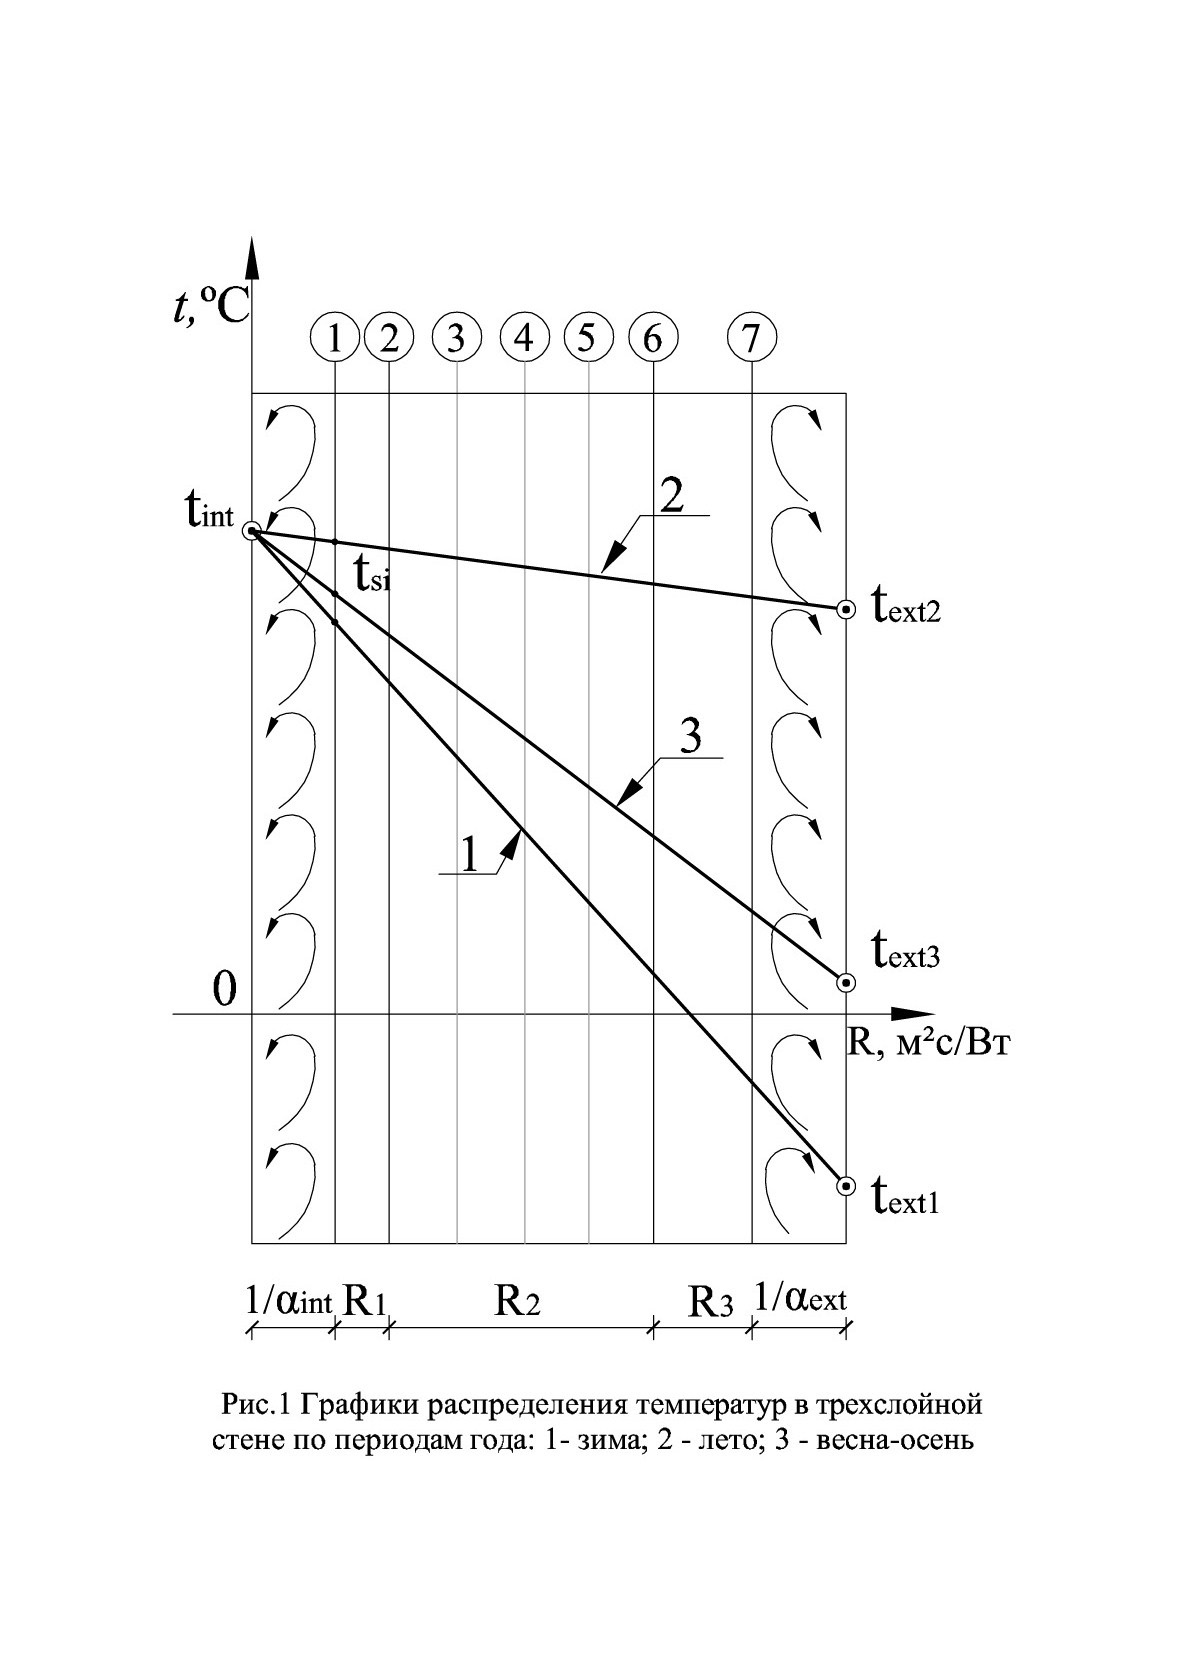 t,ºC
1 2 3 4 5 6 7
tint
2
tsi
text2
3
1
text3
0
R, м²с/Вт
text1
1/αint R1 R2 R3 1/αext
Рис.1 Графики распределения температур в трехслойной
стене по периодам года: 1- зима; 2 - лето; 3 - весна-осень